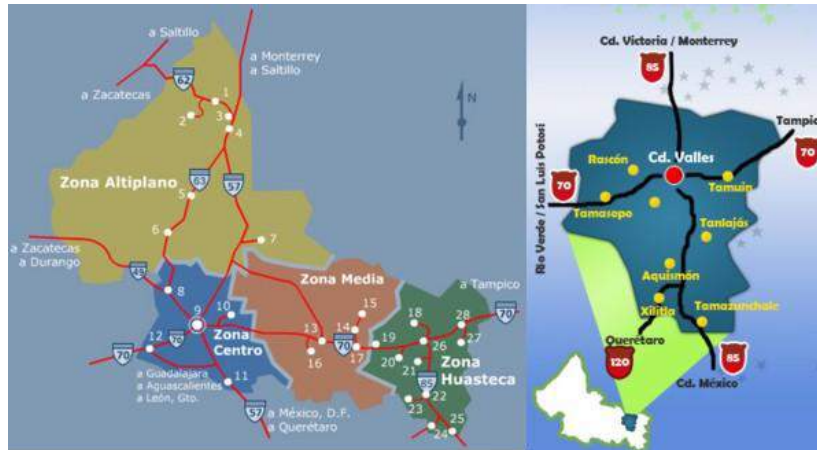 a Saltillo
a Monterrey
a Saltillo
62
a Zacatecas
1
2
3
4
N
Zona Altiplano
63
57
5
6
7
a Zacatecas
a Durango
49
8
9
10
Zona Media
15
a Tampico
18
28
70
12
70
Zona
Centro
13
14
70
17
19
16
26
27
20
21
Zona
Huasteca
70
a Guadalajara
a Aguascalientes
a León, Gto.
11
57
a México, D.F.
a Querétaro
85
22
23
25
24
Cd. Victoria / Monterrey
85
Tampico
70
Rascón
Cd. Valles
Tamuin
70
Tamasopo
Rio Verde / San Luis Potosi
Tanlajás
Aquismón
Xilitla
Tamazunchale
Querétaro
120
85
Cd. México